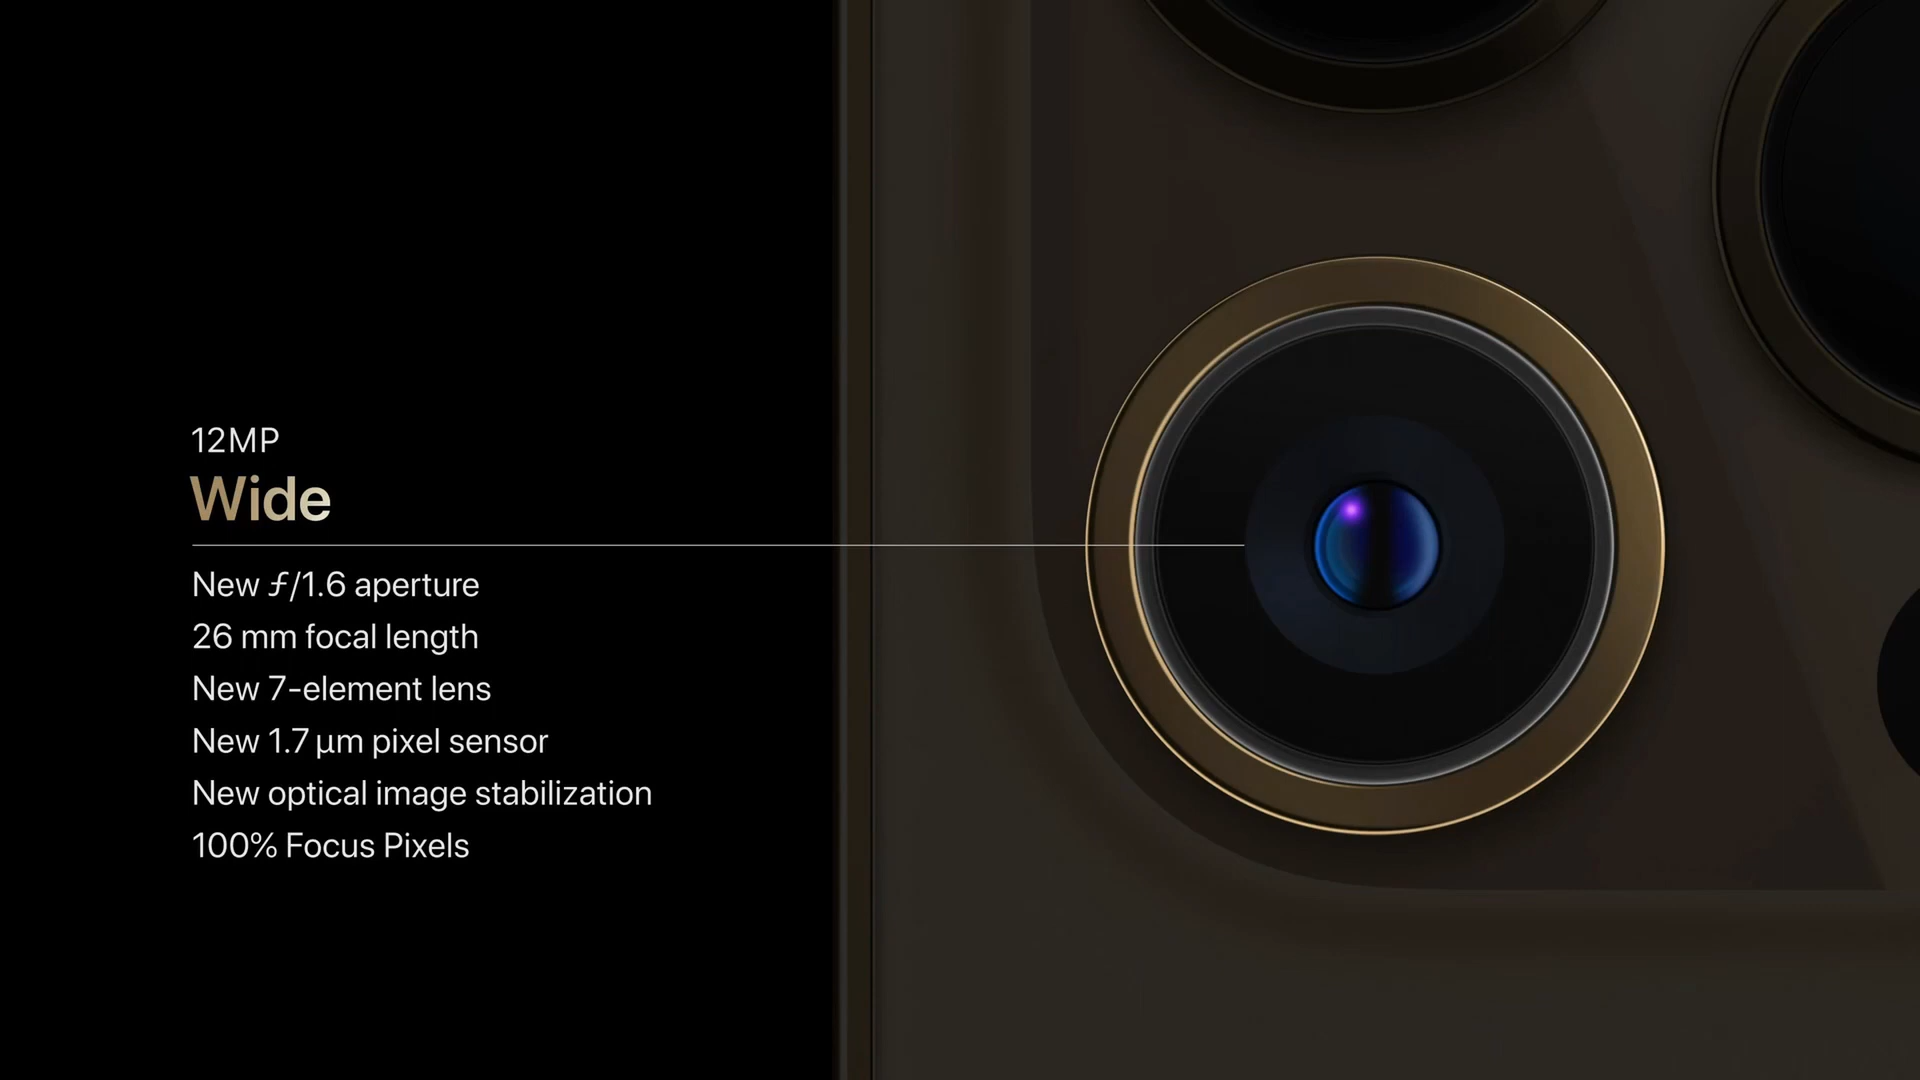 12MP
Wide
New ƒ/1.6 aperture
26 mm focal length
New 7-element lens
New 1.7 µm pixel sensor
New optical image stabilization
100% Focus Pixels